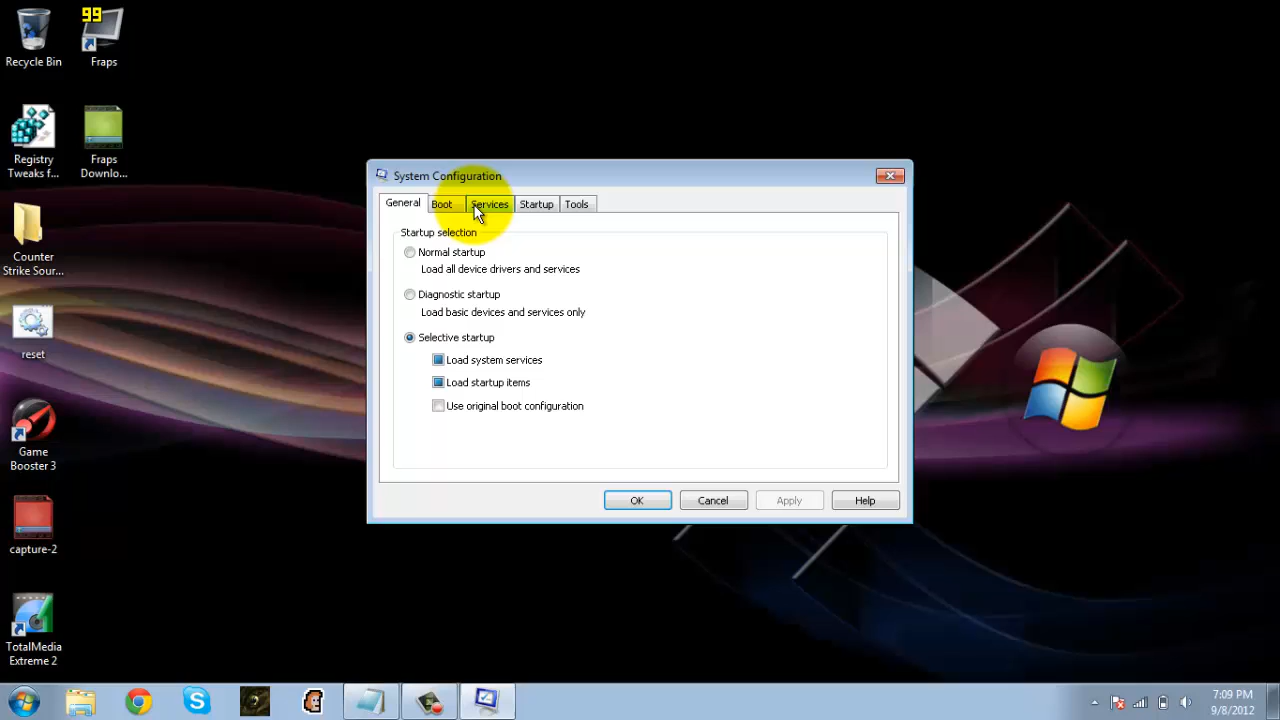 99
Recycle Bin
Fraps
Registry
Tweaks f...
Fraps
Downlo...
Counter
Strike Sour...
reset
Game
Booster 3
capture-2
TotalMedia
Extreme 2
System Configuration
General
Boot
Services
Startup
Tools
Startup selection
Normal startup
Load all device drivers and services
Diagnostic startup
Load basic devices and services only
Selective startup
Load system services
Load startup items
Use original boot configuration
OK
Cancel
Apply
Help
7:09 PM
9/8/2012